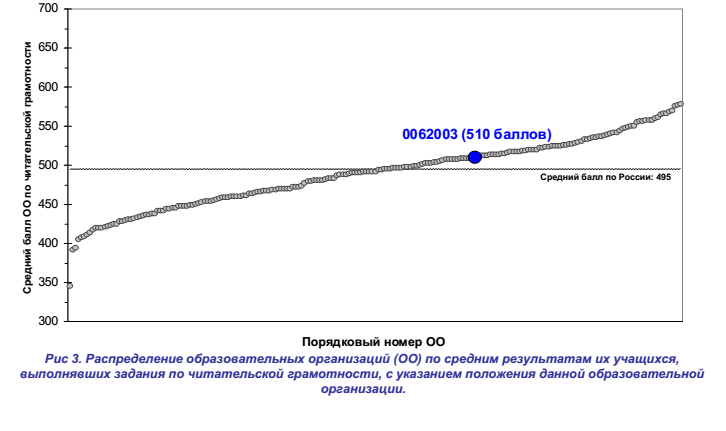 Средний балл ОО по читательской грамотности
700
650
600
550
500
450
400
350
300
0062003 (510 баллов)
Средний балл по России: 495
Порядковый номер ОО
Рис 3. Распределение образовательных организаций (ОО) по средним результатам их учащихся,
выполнявших задания по читательской грамотности, с указанием положения данной образовательной
организации.